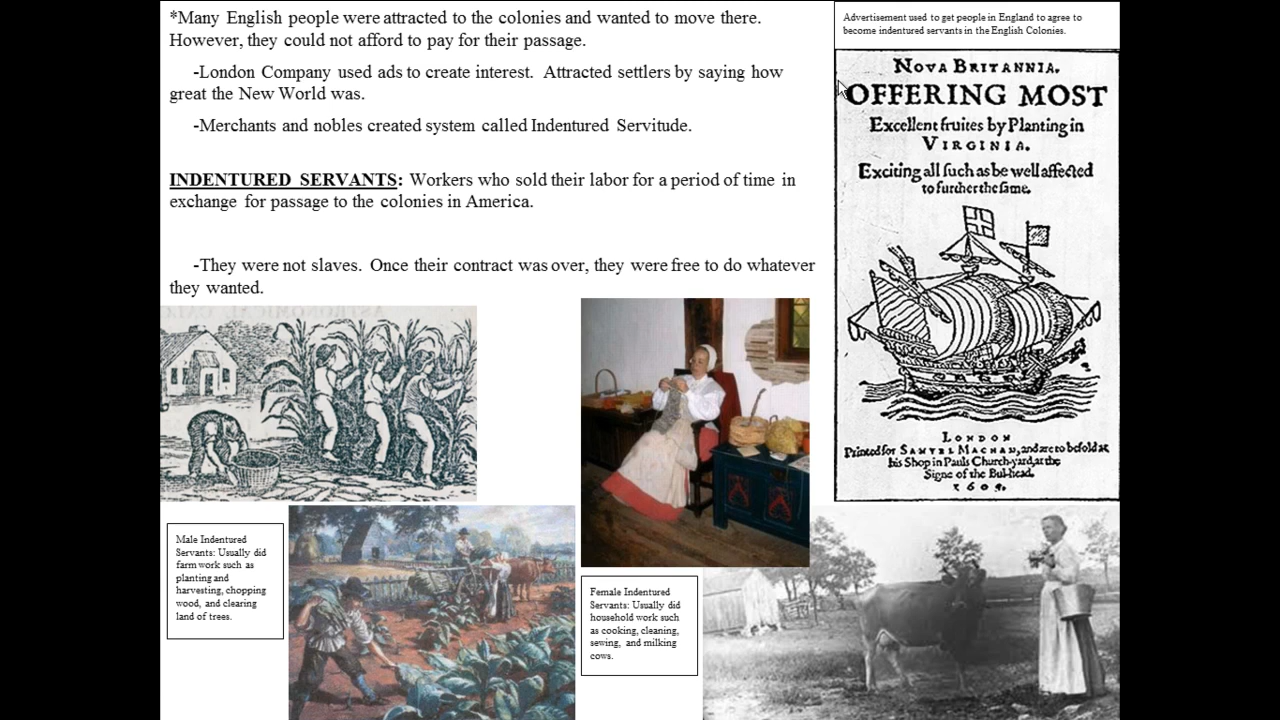 *Many English people were attracted to the colonies and wanted to move there.
However, they could not afford to pay for their passage.
-London Company used ads to create interest. Attracted settlers by saying how
great the New World was.
-Merchants and nobles created system called Indentured Servitude.
INDENTURED SERVANTS: Workers who sold their labor for a period of time in
exchange for passage to the colonies in America.
-They were not slaves. Once their contract was over, they were free to do whatever
they wanted.
Male Indentured
Servants: Usually did
farm work such as
planting and
harvesting, chopping
wood, and clearing
land of trees.
Female Indentured
Servants: Usually did
household work such
as cooking, cleaning,
sewing, and milking
cows.
Advertisement used to get people in England to agree to
become indentured servants in the English Colonies.
NOVA BRITANNIA.
OFFERING MOST
Excellent fruites by Planting in
VIRGINIA.
Exciting all such as be well affected
to further the same.
LONDON
Printed for SAMVEL MACHAM, and are to be sold at
his Shop in Pauls Church-yard, at the
Signe of the Bul-head.
1609.